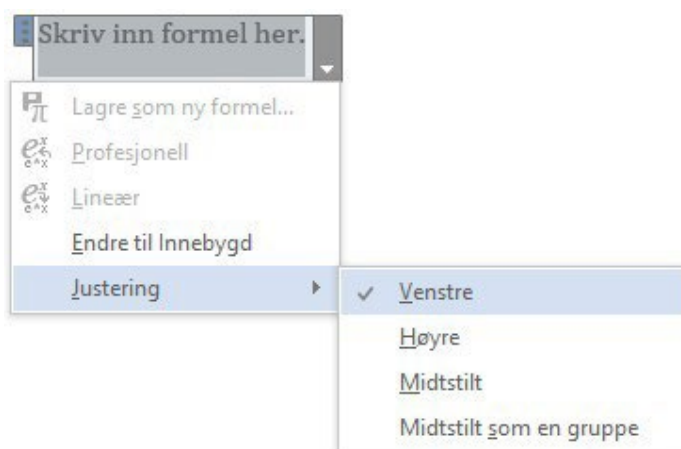 Skriv inn formel her.
Lagre som ny formel...
Profesjonell
Lineær
Endre til Innebygd
Justering
Venstre
Høyre
Midtstilt
Midtstilt som en gruppe